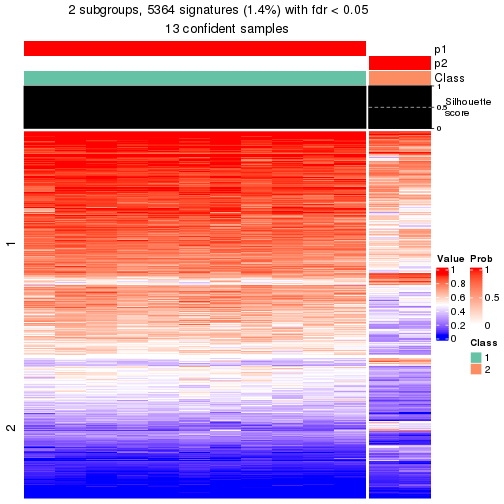 2 subgroups, 5364 signatures (1.4%) with fdr < 0.05
13 confident samples
p1
p2
Class
1
0.5
0
Silhouette
score
1
2
Value
1
0.8
0.6
0.4
0.2
0
Prob
1
0.5
0
Class
1
2